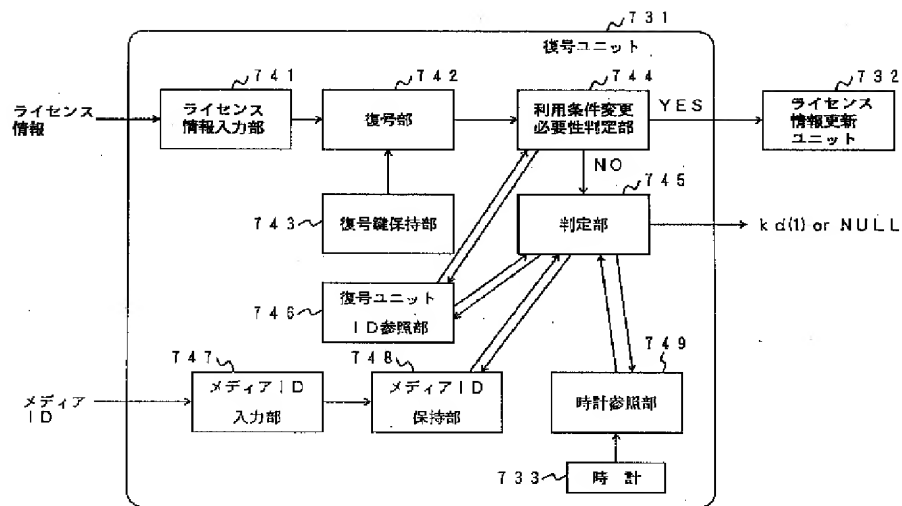 731
復号ユニット
741
742
744
732
ライセンス
情報
ライセンス
情報入力部
復号部
利用条件変更
必要性判定部
YES
ライセンス
情報更新
ユニット
NO
745
743
復号鍵保持部
判定部
kd(1) or NULL
746
復号ユニット
ID参照部
747
748
749
メディア
ID
メディアID
入力部
メディアID
保持部
時計参照部
733
時計